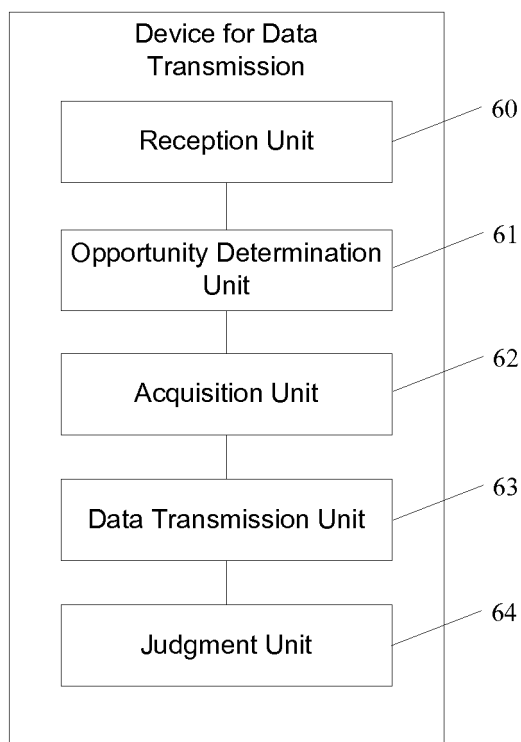 Device for Data
Transmission
Reception Unit
60
Opportunity Determination
Unit
61
Acquisition Unit
62
Data Transmission Unit
63
Judgment Unit
64